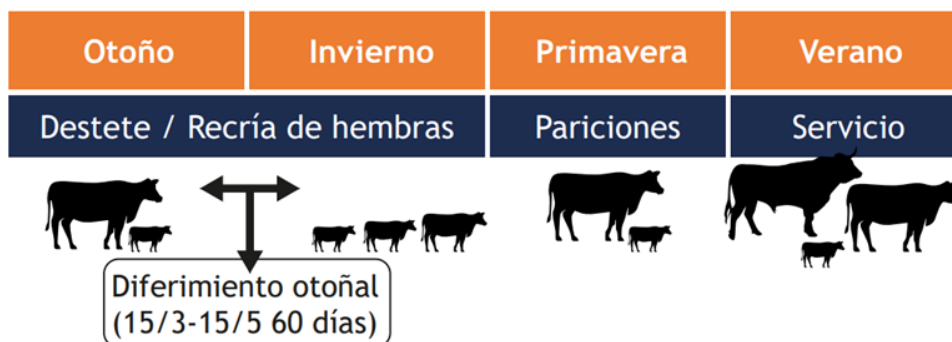 Otoño Invierno Primavera Verano
Destete / Recría de hembras Pariciones Servicio
Diferimiento otoñal
(15/3-15/5 60 días)